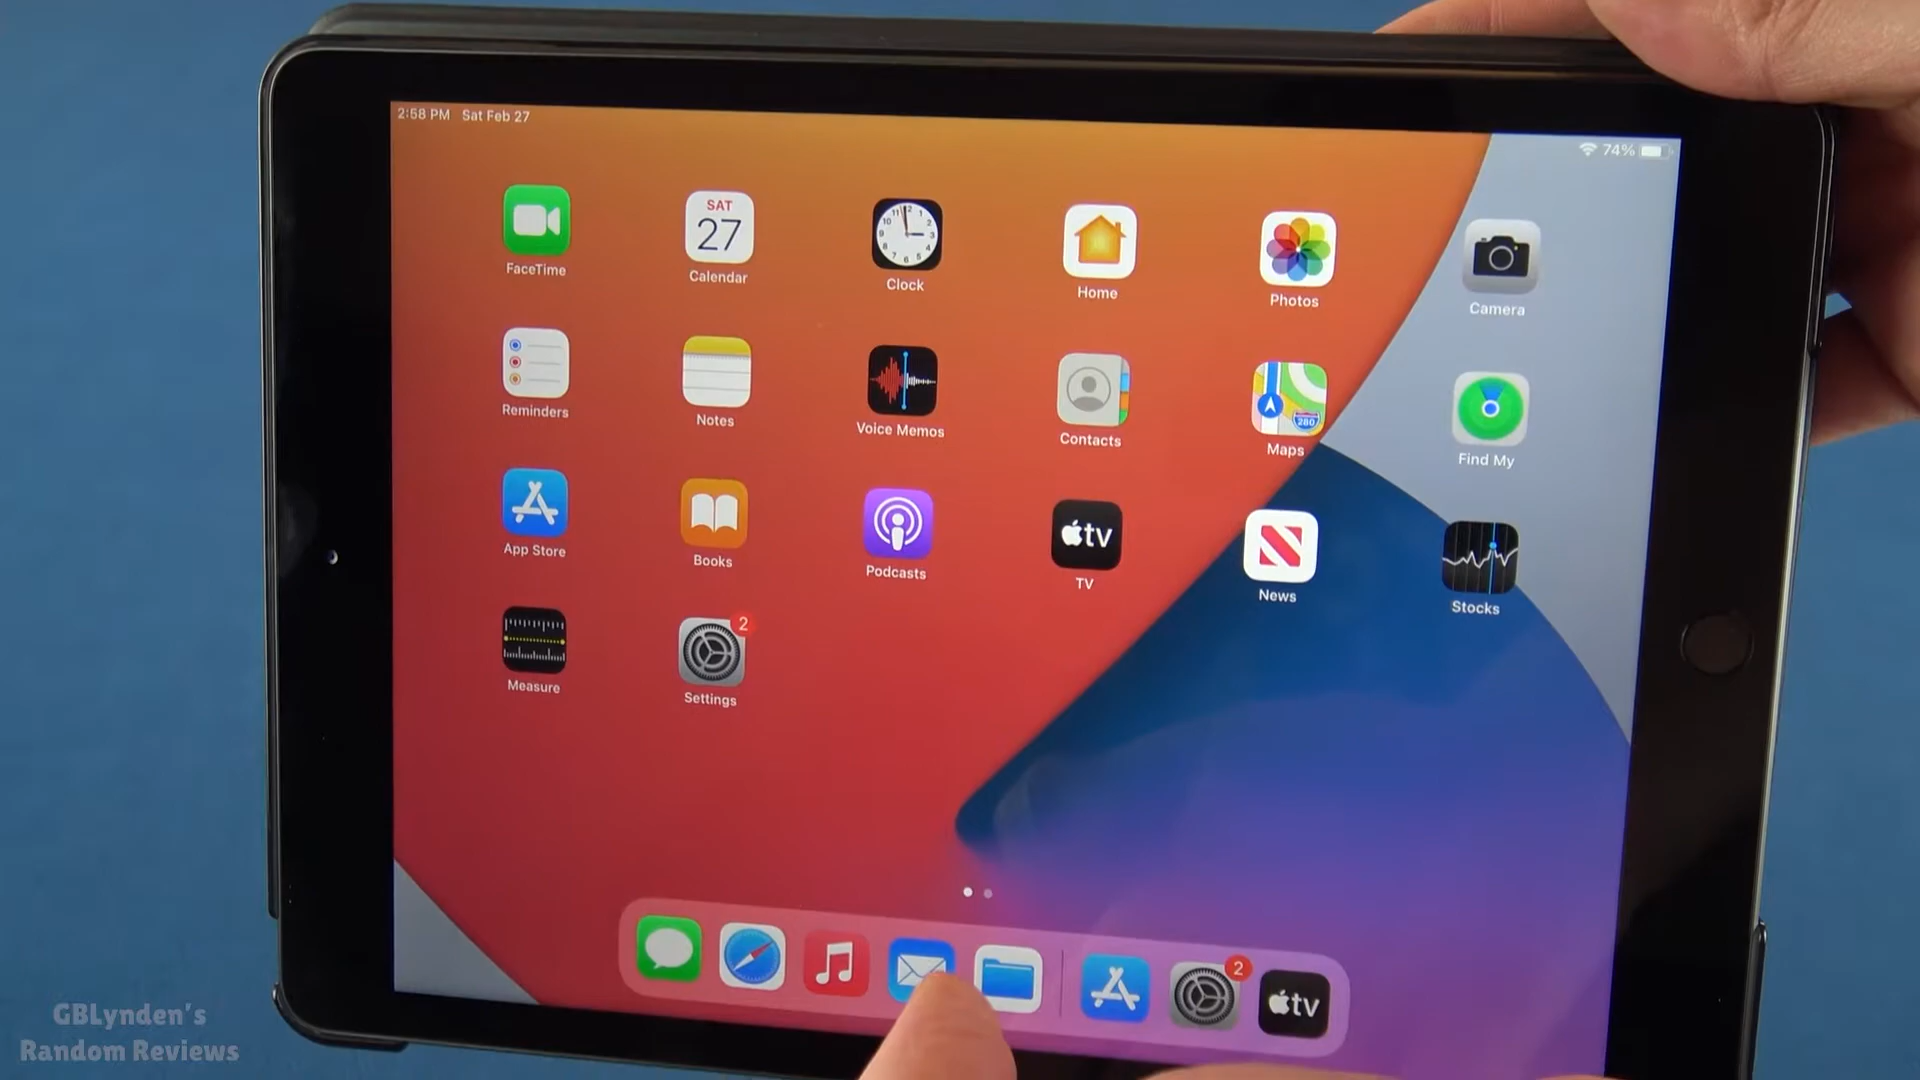 2:58 PM Sat Feb 27
74%
FaceTime
SAT
27
Calendar
Clock
Home
Photos
Camera
Reminders
Notes
Voice Memos
Contacts
280
Maps
Find My
App Store
Books
Podcasts
tv
TV
News
Stocks
Measure
2
Settings
2
tv
GBLynden's
Random Reviews